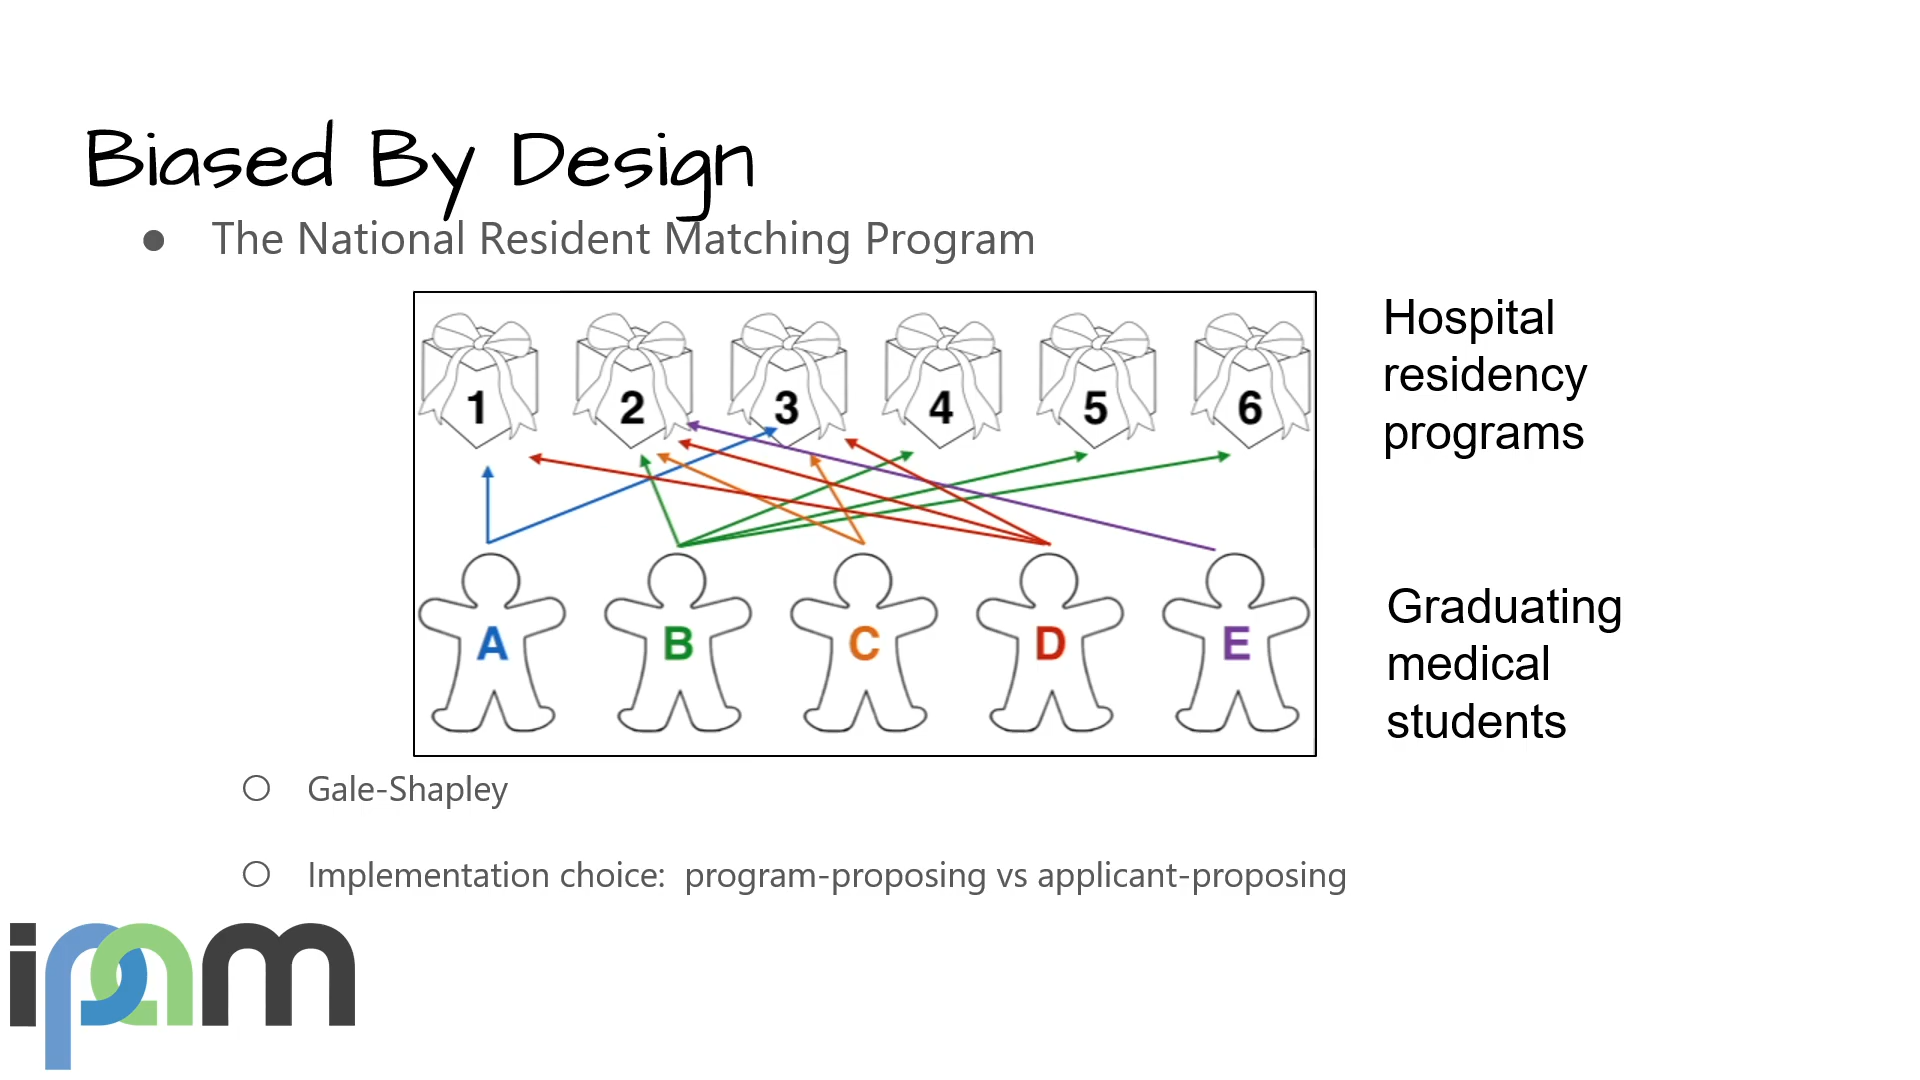 Biased By Design
● The National Resident Matching Program
1 2 3 4 5 6
Hospital
residency
programs
A B C D E
Graduating
medical
students
○ Gale-Shapley
○ Implementation choice: program-proposing vs applicant-proposing
ipam